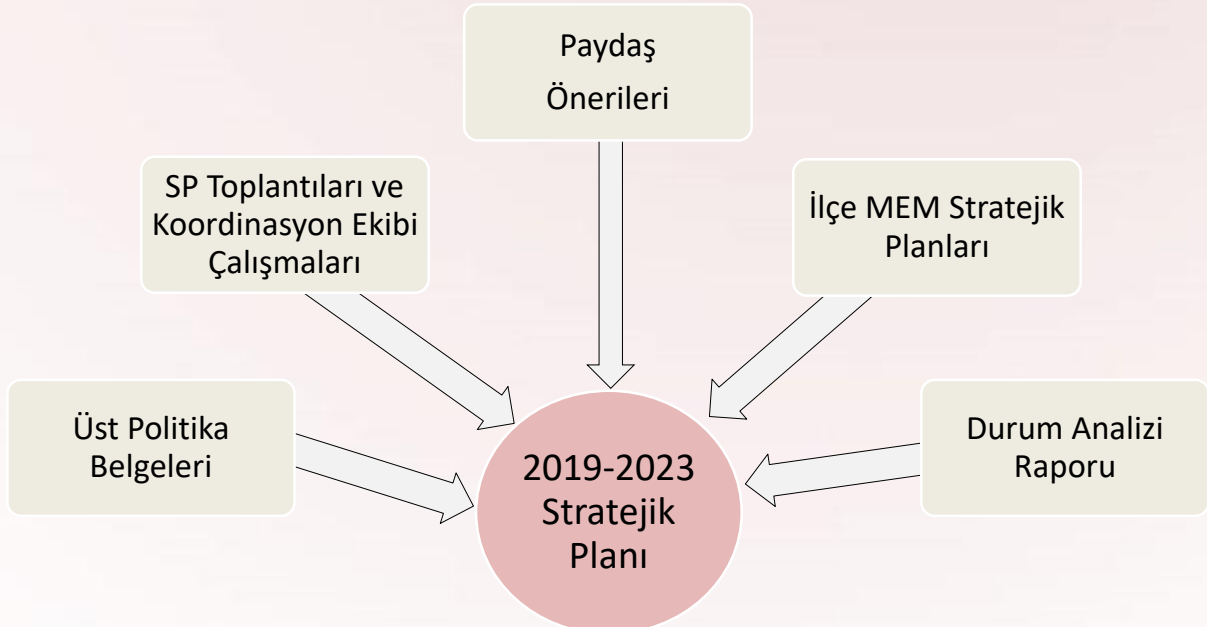 Paydaş
Önerileri
SP Toplantıları ve
Koordinasyon Ekibi
Çalışmaları
İlçe MEM Stratejik
Planları
Üst Politika
Belgeleri
Durum Analizi
Raporu
2019-2023
Stratejik
Planı